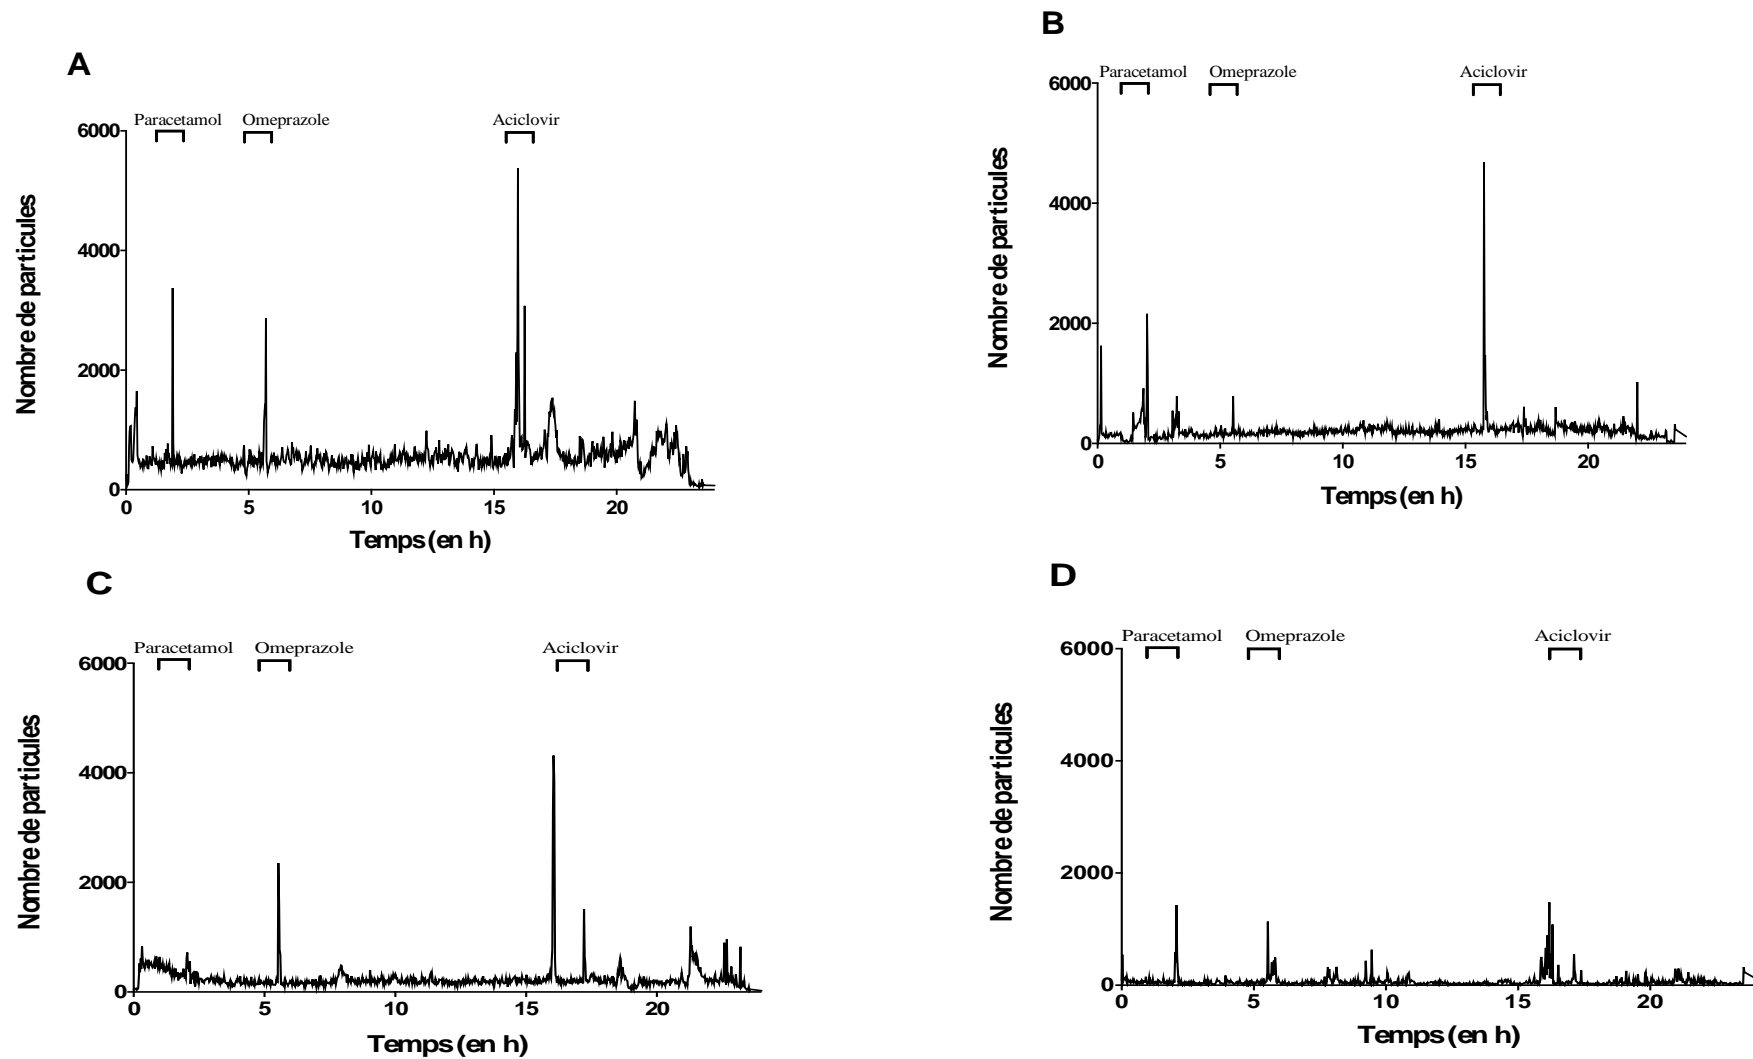 A
Paracetamol Omeprazole Aciclovir
6000
4000
2000
0
0 5 10 15 20
Nombre de particules
Temps (en h)
B
Paracetamol Omeprazole Aciclovir
6000
4000
2000
0
0 5 10 15 20
Nombre de particules
Temps (en h)
C
Paracetamol Omeprazole Aciclovir
6000
4000
2000
0
0 5 10 15 20
Nombre de particules
Temps (en h)
D
Paracetamol Omeprazole Aciclovir
6000
4000
2000
0
0 5 10 15 20
Nombre de particules
Temps (en h)